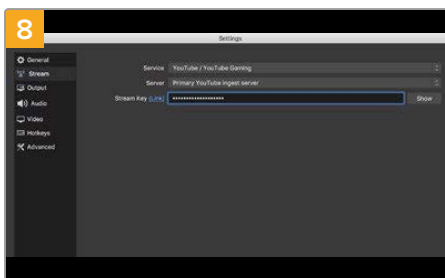 8
Settings
General
Stream
Output
Audio
Video
Hotkeys
Advanced
Service YouTube / YouTube Gaming
Server Primary YouTube ingest server
Stream Key (Link) •••••••••••••••••••• Show